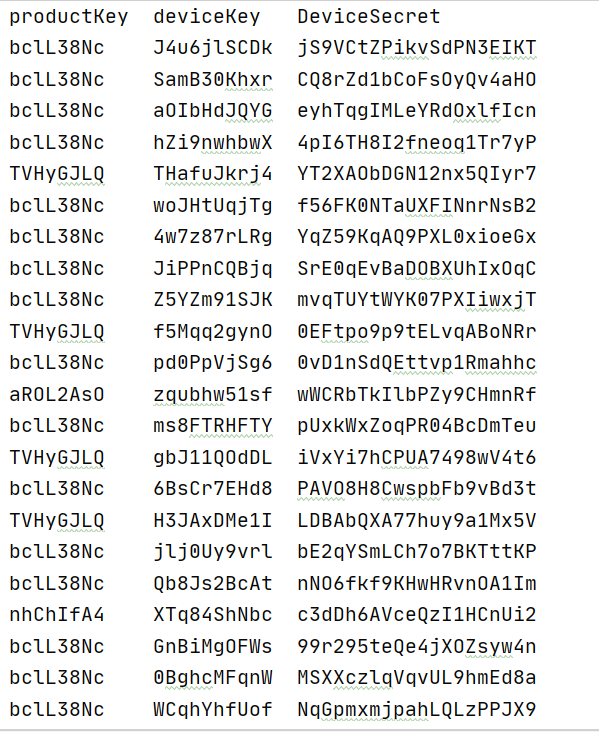 productKey  deviceKey   DeviceSecret
bclL38Nc    J4u6jlSCDk  jS9VCtZPikvSdPN3EIKT
bclL38Nc    SamB30Khxr  CQ8rZd1bCoFsOyQv4aHO
bclL38Nc    aOIbHdJQYG  eyhTqgIMLeYRdOxlfIcn
bclL38Nc    hZi9nwhbwX  4pI6TH8I2fneoq1Tr7yP
TVHyGJLQ    THafuJkrj4  YT2XAObDGN12nx5QIyr7
bclL38Nc    woJHtUqjTg  f56FK0NTaUXFINnrNsB2
bclL38Nc    4w7z87rLRg  YqZ59KqAQ9PXL0xioeGx
bclL38Nc    JiPPnCQBjq  SrE0qEvBaDOBXUhIxOqC
bclL38Nc    Z5YZm91SJK  mvqTUYtWYK07PXIiwxjT
TVHyGJLQ    f5Mqq2gynO  0EFtpo9p9tELvqABoNRr
bclL38Nc    pd0PpVjSg6  0vD1nSdQEttvp1Rmahhc
aROL2AsO    zqubhw51sf  wWCRbTkIlbPZy9CHmnRf
bclL38Nc    ms8FTRHFTY  pUxkWxZoqPR04BcDmTeu
TVHyGJLQ    gbJ11QOdDL  iVxYi7hCPUA7498wV4t6
bclL38Nc    6BsCr7EHd8  PAVO8H8CwspbFb9vBd3t
TVHyGJLQ    H3JAxDMe1I  LDBAbQXA77huy9a1Mx5V
bclL38Nc    jlj0Uy9vrl  bE2qYSmLCh7o7BKTttKP
bclL38Nc    Qb8Js2BcAt  nNO6fkf9KHwHRvnOA1Im
nhChIfA4    XTq84ShNbc  c3dDh6AVceQzI1HCnUi2
bclL38Nc    GnBiMgOFWs  99r295teQe4jXOZsyw4n
bclL38Nc    0BghcMFqnW  MSXXczlqVqvUL9hmEd8a
bclL38Nc    WCqhYhfUof  NqGpmxmjpahLQLzPPJX9